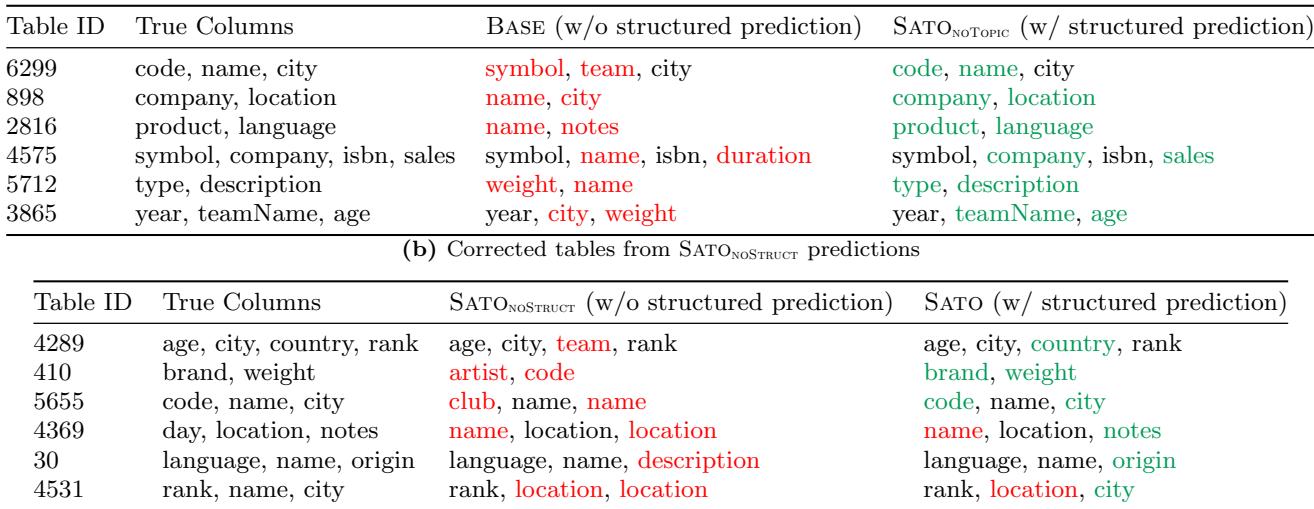 Table ID True Columns BASE (w/o structured prediction) SATO_NOTOPIC (w/ structured prediction)
6299 code, name, city symbol, team, city code, name, city
898 company, location name, city company, location
2816 product, language name, notes product, language
4575 symbol, company, isbn, sales symbol, name, isbn, duration symbol, company, isbn, sales
5712 type, description weight, name type, description
3865 year, teamName, age year, city, weight year, teamName, age
(b) Corrected tables from SATO_NOSTRUCT predictions
Table ID True Columns SATO_NOSTRUCT (w/o structured prediction) SATO (w/ structured prediction)
4289 age, city, country, rank age, city, team, rank age, city, country, rank
410 brand, weight artist, code brand, weight
5655 code, name, city club, name, name code, name, city
4369 day, location, notes name, location, location name, location, notes
30 language, name, origin language, name, description language, name, origin
4531 rank, name, city rank, location, location rank, location, city